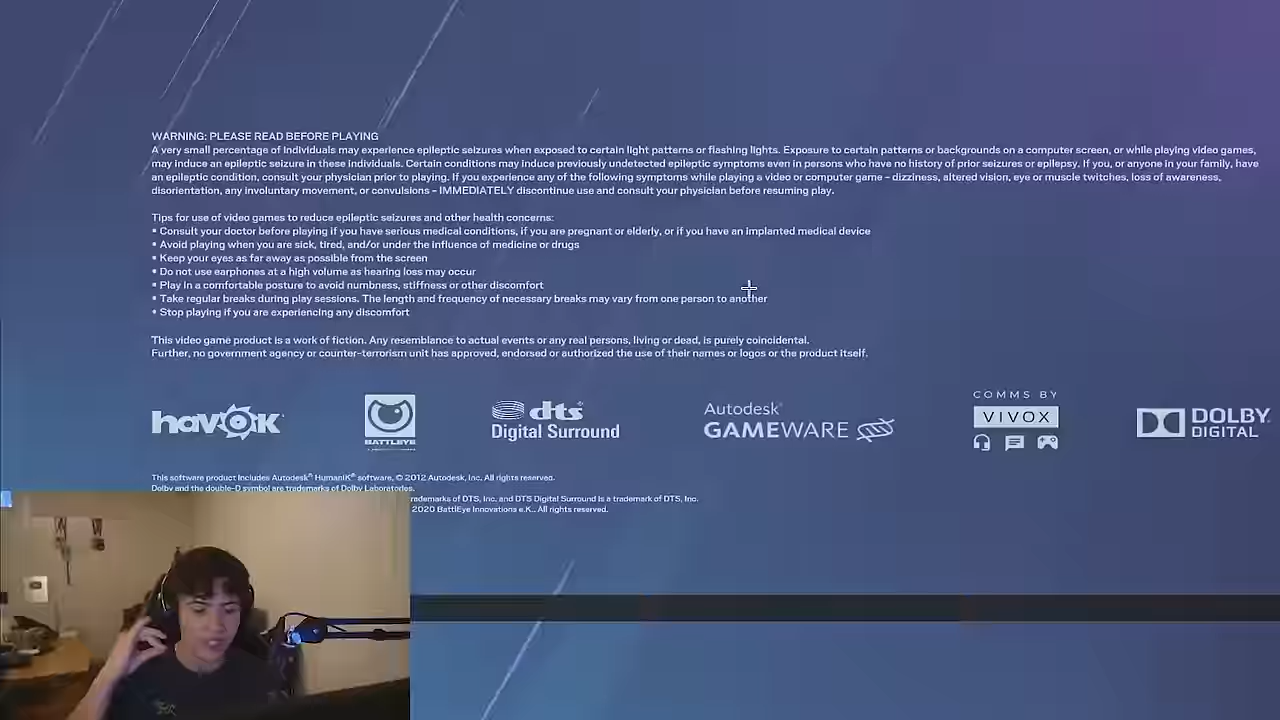 WARNING: PLEASE READ BEFORE PLAYING
A very small percentage of individuals may experience epileptic seizures when exposed to certain light patterns or flashing lights. Exposure to certain patterns or backgrounds on a computer screen, or while playing video games,
may induce an epileptic seizure in these individuals. Certain conditions may induce previously undetected epileptic symptoms even in persons who have no history of prior seizures or epilepsy. If you, or anyone in your family, have
an epileptic condition, consult your physician prior to playing. If you experience any of the following symptoms while playing a video or computer game - dizziness, altered vision, eye or muscle twitches, loss of awareness,
disorientation, any involuntary movement, or convulsions - IMMEDIATELY discontinue use and consult your physician before resuming play.
Tips for use of video games to reduce epileptic seizures and other health concerns:
• Consult your doctor before playing if you have serious medical conditions, if you are pregnant or elderly, or if you have an implanted medical device
• Avoid playing when you are sick, tired, and/or under the influence of medicine or drugs
• Keep your eyes as far away as possible from the screen
• Do not use earphones at a high volume as hearing loss may occur
• Play in a comfortable posture to avoid numbness, stiffness or other discomfort
• Take regular breaks during play sessions. The length and frequency of necessary breaks may vary from one person to another
• Stop playing if you are experiencing any discomfort
This video game product is a work of fiction. Any resemblance to actual events or any real persons, living or dead, is purely coincidental.
Further, no government agency or counter-terrorism unit has approved, endorsed or authorized the use of their names or logos or the product itself.
havok
BATTLEYE
dts
Digital Surround
Autodesk®
GAMEWARE
COMMS BY
VIVOX
DOLBY
DIGITAL
This software product includes Autodesk® HumanIK® software, © 2012 Autodesk, Inc. All rights reserved.
Dolby and the double-D symbol are trademarks of Dolby Laboratories.
rademarks of DTS, Inc. and DTS Digital Surround is a trademark of DTS, Inc.
2020 BattlEye Innovations e.K.. All rights reserved.